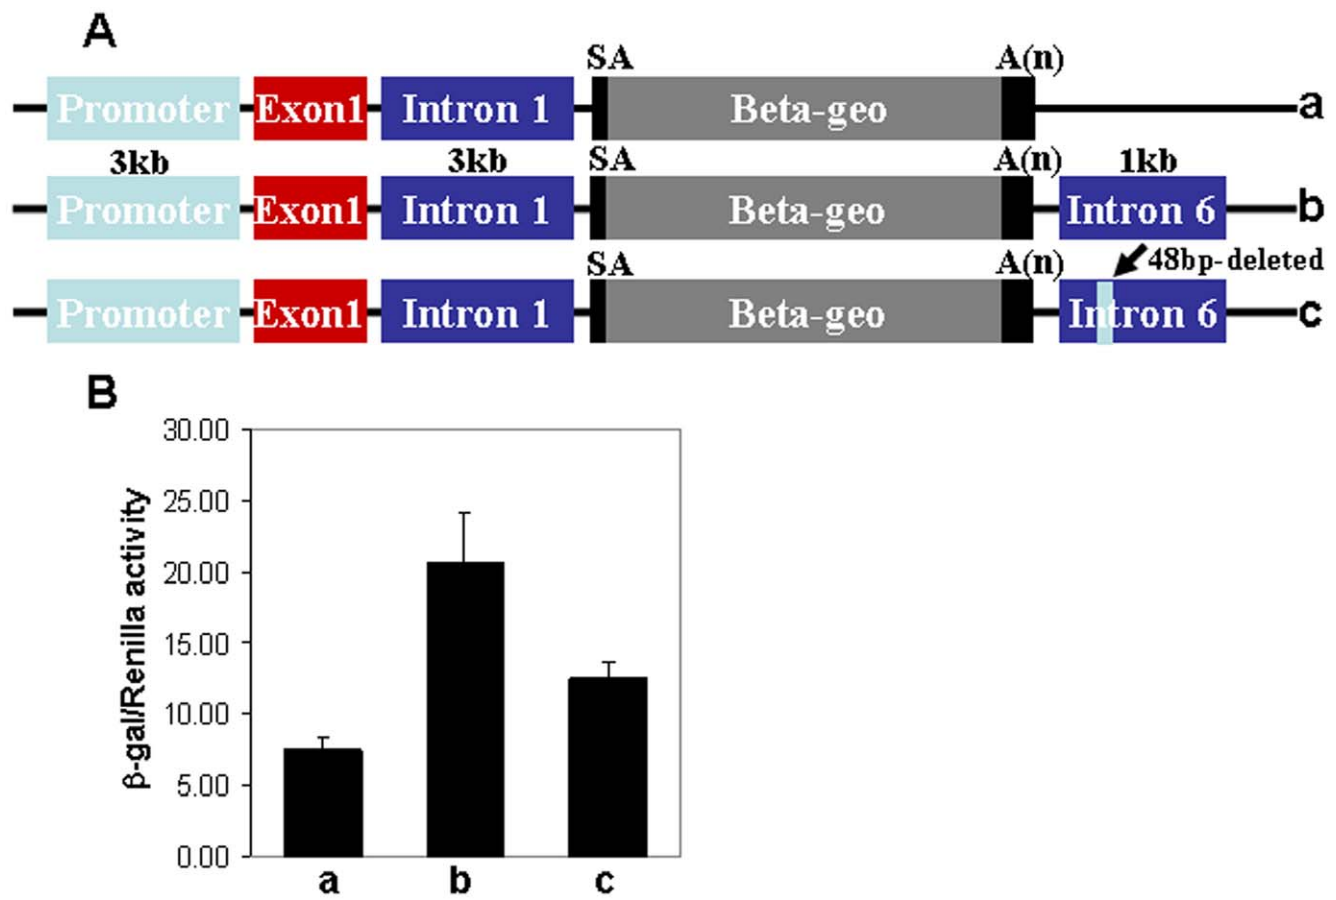 A
SA A(n)
Promoter Exon1 Intron 1 Beta-geo a
3kb 3kb SA A(n) 1kb
Promoter Exon1 Intron 1 Beta-geo Intron 6 b
SA A(n) 48bp-deleted
Promoter Exon1 Intron 1 Beta-geo Intron 6 c
B
30.00
25.00
20.00
15.00
10.00
5.00
0.00
β-gal/Renilla activity
a b c